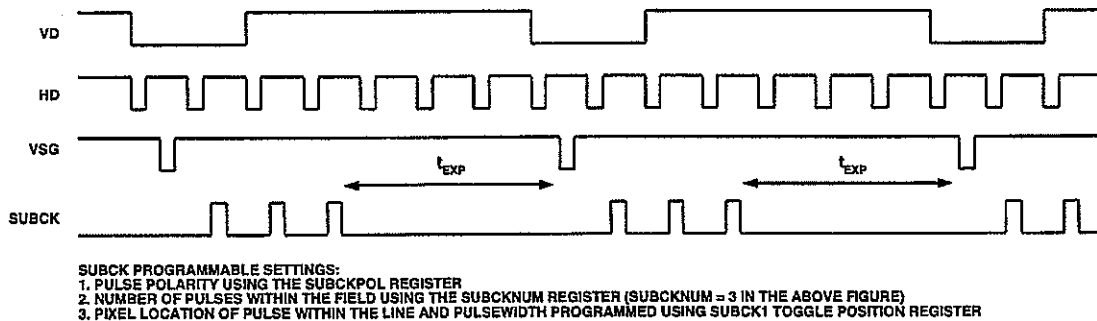 VD
HD
VSG
tEXP
tEXP
SUBCK
SUBCK PROGRAMMABLE SETTINGS:
1. PULSE POLARITY USING THE SUBCKPOL REGISTER
2. NUMBER OF PULSES WITHIN THE FIELD USING THE SUBCKNUM REGISTER (SUBCKNUM = 3 IN THE ABOVE FIGURE)
3. PIXEL LOCATION OF PULSE WITHIN THE LINE AND PULSEWIDTH PROGRAMMED USING SUBCK1 TOGGLE POSITION REGISTER